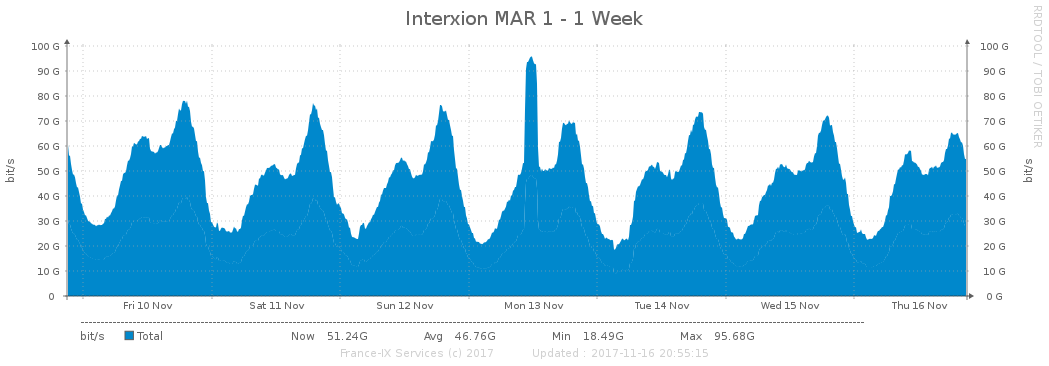 Interxion MAR 1 - 1 Week
RRDTOOL / TOBI OETIKER
100 G 100 G
90 G 90 G
80 G 80 G
70 G 70 G
60 G 60 G
50 G 50 G
40 G 40 G
30 G 30 G
20 G 20 G
10 G 10 G
0 0 G
bit/s bit/s
Fri 10 Nov Sat 11 Nov Sun 12 Nov Mon 13 Nov Tue 14 Nov Wed 15 Nov Thu 16 Nov
bit/s Total Now 51.24G Avg 46.76G Min 18.49G Max 95.68G
France-IX Services (c) 2017 Updated : 2017-11-16 20:55:15